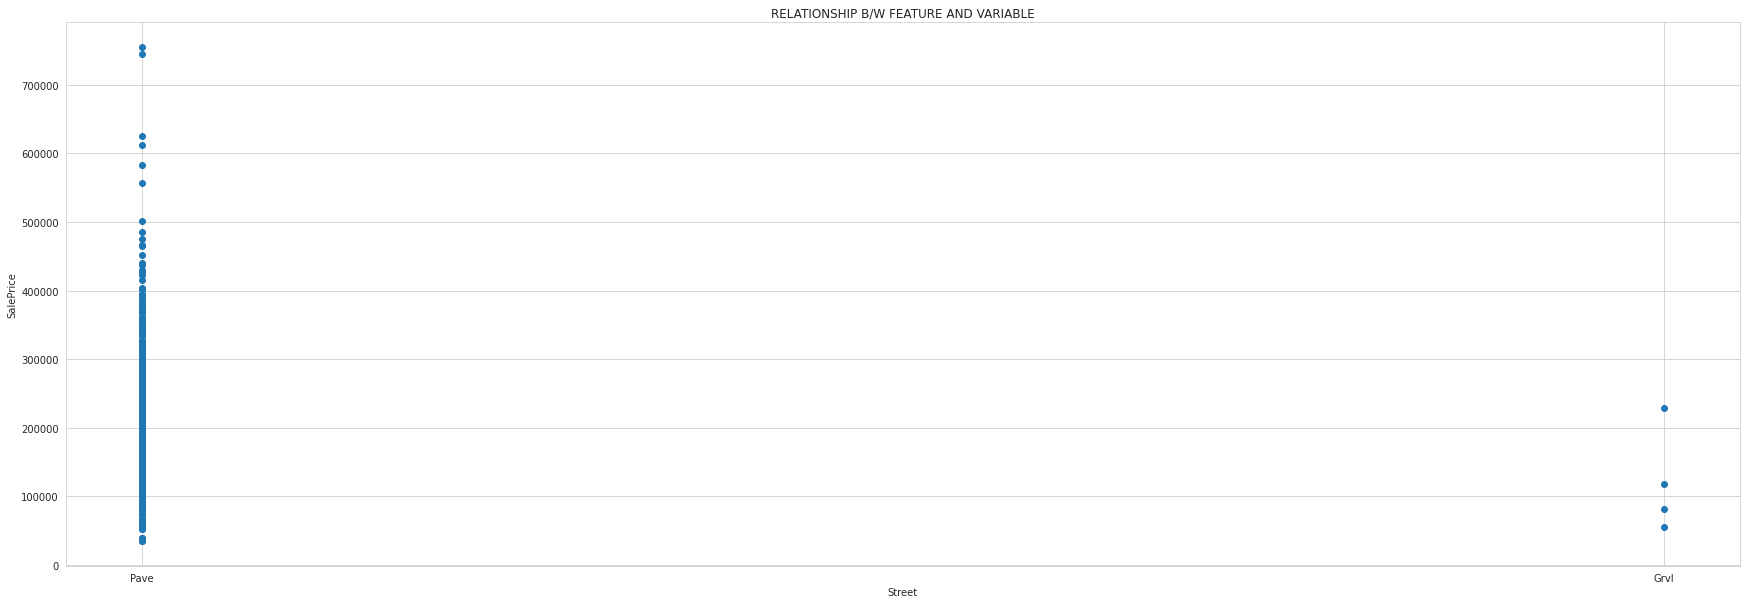 RELATIONSHIP B/W FEATURE AND VARIABLE
700000
600000
500000
400000
300000
200000
100000
0
SalePrice
Pave
Grvl
Street